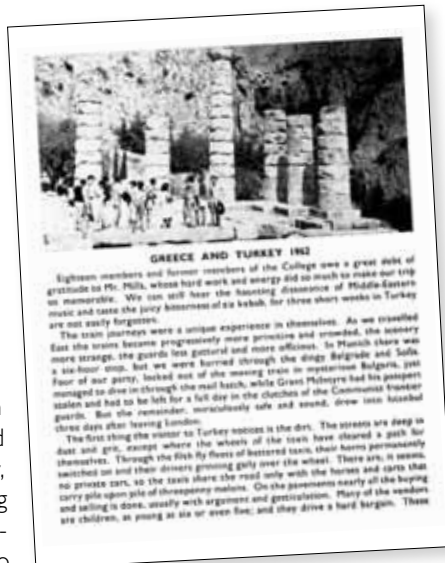 GREECE AND TURKEY 1962
Eighteen members and former members of the College owe a great debt of
gratitude to Mr. Mills, whose hard work and energy did so much to make our trip
so memorable. We can still hear the haunting dissonance of Middle-Eastern
music and taste the juicy bitterness of sis kebab, for three short weeks in Turkey
are not easily forgotten.
The train journeys were a unique experience in themselves. As we travelled
East the trains became progressively more primitive and crowded, the scenery
more strange, the guards less guttural and more officious. In Munich there was
a six-hour stop, but we were hurried through the dingy Belgrade and Sofia.
Four of our party, locked out of the moving train in mysterious Bulgaria, just
managed to dive in through the mail hatch, while Grant McIntyre had his passport
stolen and had to be left for a full day in the clutches of the Communist frontier
guards. But the remainder, miraculously safe and sound, drew into Istanbul
three days after leaving London.
The first thing the visitor to Turkey notices is the dirt. The streets are deep in
dust and grit, except where the wheels of the taxis have cleared a path for
themselves. Through the filth fly fleets of battered taxis, their horns permanently
switched on and their drivers grinning gaily over the wheel. There are, it seems,
no private cars, so the taxis share the road only with the horses and carts that
carry pile upon pile of threepenny melons. On the pavements nearly all the buying
and selling is done, usually with argument and gesticulation. Many of the vendors
are children, as young as six or even five; and they drive a hard bargain. These